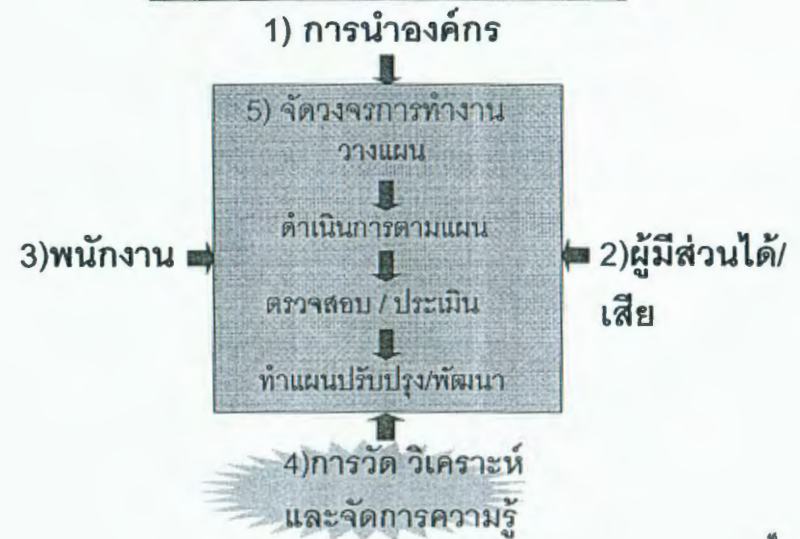 1) การนำองค์กร
5) จัดวงจรการทำงาน
วางแผน
ดำเนินการตามแผน
3)พนักงาน
2)ผู้มีส่วนได้/
เสีย
ตรวจสอบ / ประเมิน
ทำแผนปรับปรุง/พัฒนา
4)การวัด วิเคราะห์
และจัดการความรู้